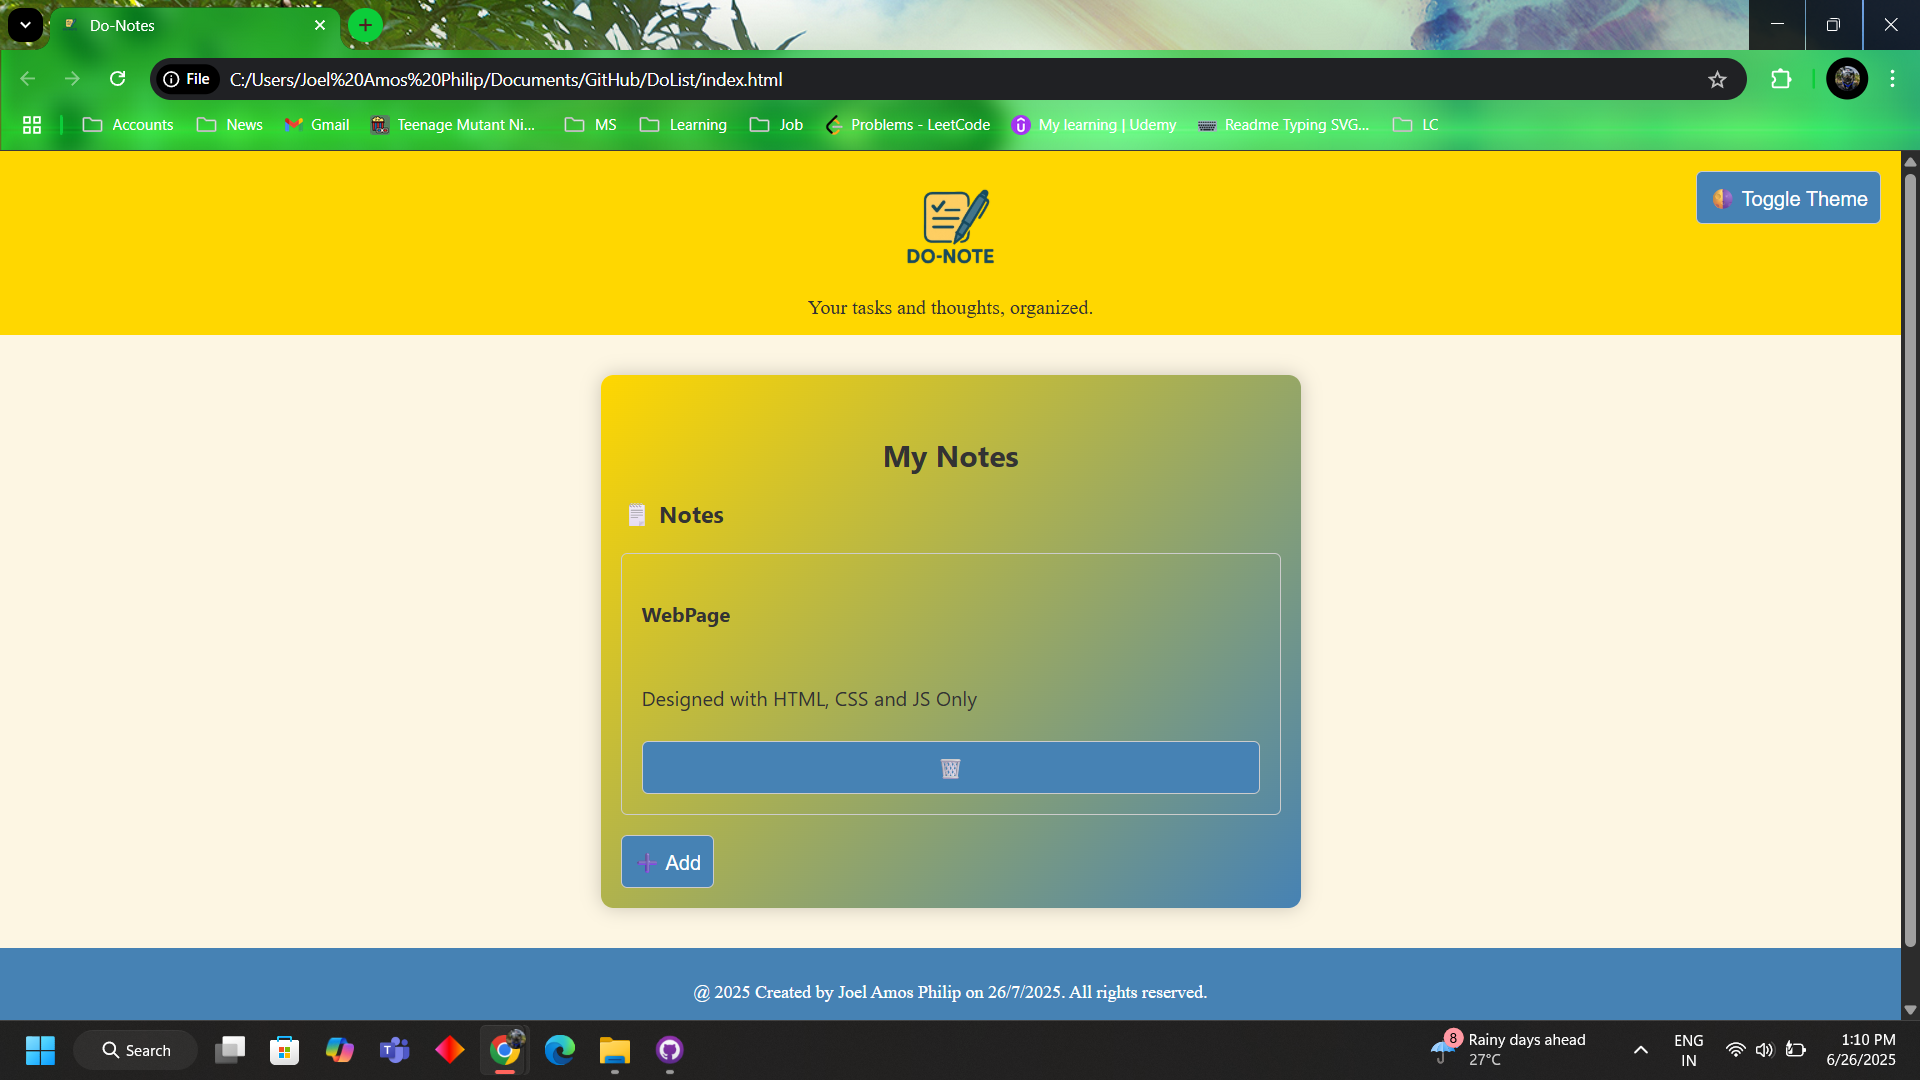 Do-Notes
File
C:/Users/Joel%20Amos%20Philip/Documents/GitHub/DoList/index.html
Accounts
News
Gmail
Teenage Mutant Ni...
MS
Learning
Job
Problems - LeetCode
My learning | Udemy
Readme Typing SVG...
LC
DO-NOTE
Toggle Theme
Your tasks and thoughts, organized.
My Notes
Notes
WebPage
Designed with HTML, CSS and JS Only
Add
@ 2025 Created by Joel Amos Philip on 26/7/2025. All rights reserved.
Search
8
Rainy days ahead
27°C
ENG
IN
1:10 PM
6/26/2025